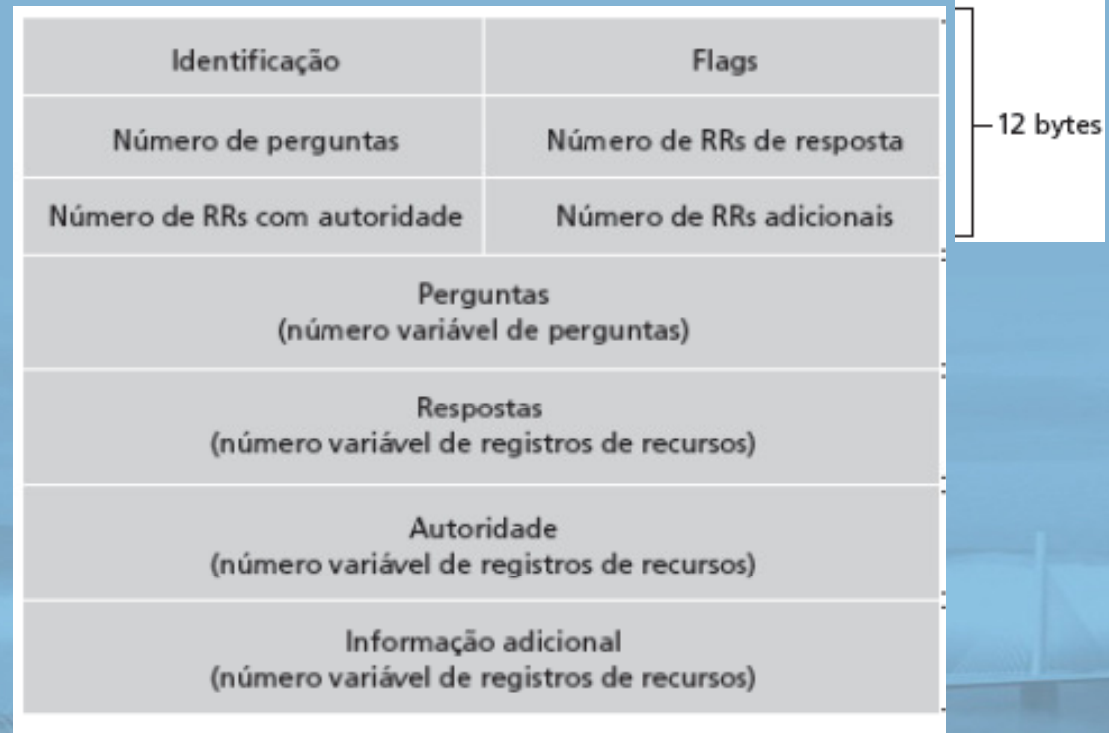 Identificação
Flags
12 bytes
Número de perguntas
Número de RRs de resposta
Número de RRs com autoridade
Número de RRs adicionais
Perguntas
(número variável de perguntas)
Respostas
(número variável de registros de recursos)
Autoridade
(número variável de registros de recursos)
Informação adicional
(número variável de registros de recursos)